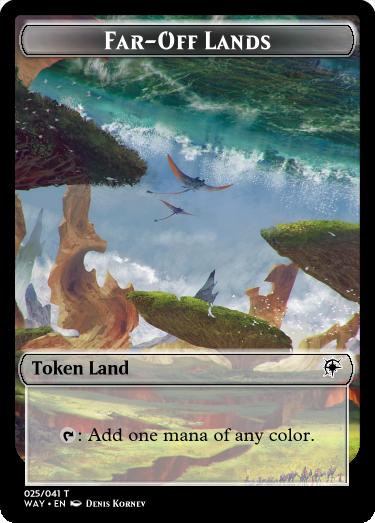 Far-Off Lands
Token Land
: Add one mana of any color.
025/041 T
WAY • EN Denis Kornev